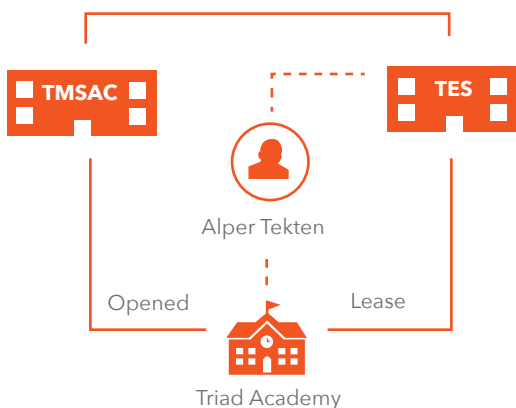 TMSAC
TES
Alper Tekten
Opened
Lease
Triad Academy